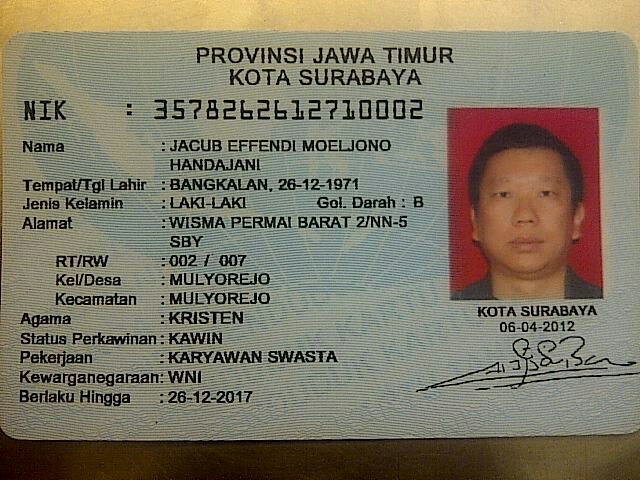 PROVINSI JAWA TIMUR
KOTA SURABAYA
NIK : 3578262612710002
Nama : JACUB EFFENDI MOELJONO
HANDAJANI
Tempat/Tgl Lahir : BANGKALAN, 26-12-1971
Jenis Kelamin : LAKI-LAKI Gol. Darah : B
Alamat : WISMA PERMAI BARAT 2/NN-5
SBY
RT/RW : 002 / 007
Kel/Desa : MULYOREJO
Kecamatan : MULYOREJO
Agama : KRISTEN
Status Perkawinan : KAWIN
Pekerjaan : KARYAWAN SWASTA
Kewarganegaraan : WNI
Berlaku Hingga : 26-12-2017
KOTA SURABAYA
06-04-2012